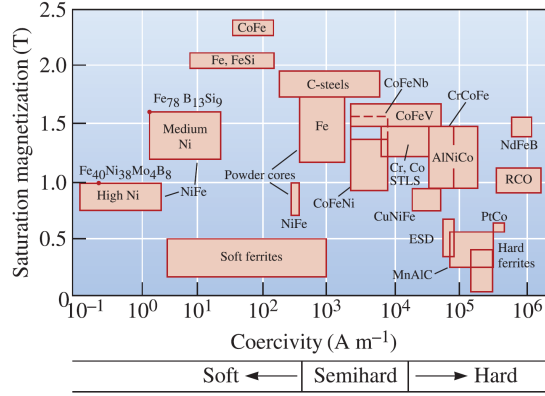 Saturation magnetization (T)
2.5
2.0
1.5
1.0
0.5
0
CoFe
Fe, FeSi
C-steels
CoFeNb
CrCoFe
Fe78 B13Si9
CoFeV
Medium
Ni
Fe
NdFeB
AlNiCo
Cr, Co
STLS
Fe40Ni38Mo4B8
Powder cores
NiFe
High Ni
RCO
NiFe
CoFeNi
CuNiFe
PtCo
ESD
Hard
ferrites
Soft ferrites
MnAlC
10−1
100
101
102
103
104
105
106
Coercivity (A m−1)
Soft
Semihard
Hard